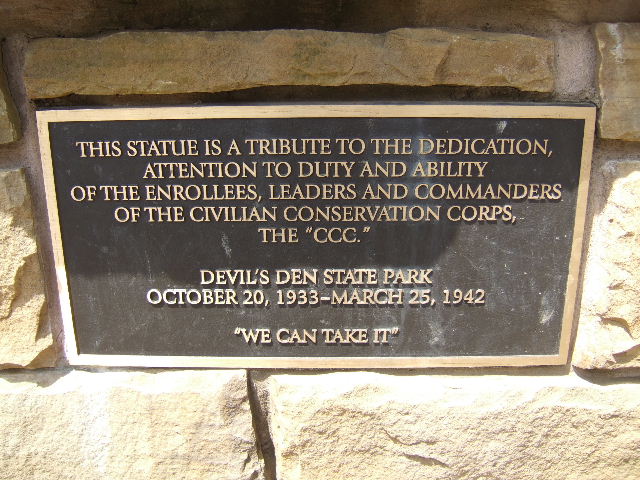 THIS STATUE IS A TRIBUTE TO THE DEDICATION,
ATTENTION TO DUTY AND ABILITY
OF THE ENROLLEES, LEADERS AND COMMANDERS
OF THE CIVILIAN CONSERVATION CORPS,
THE "CCC."
DEVIL'S DEN STATE PARK
OCTOBER 20, 1933–MARCH 25, 1942
"WE CAN TAKE IT"